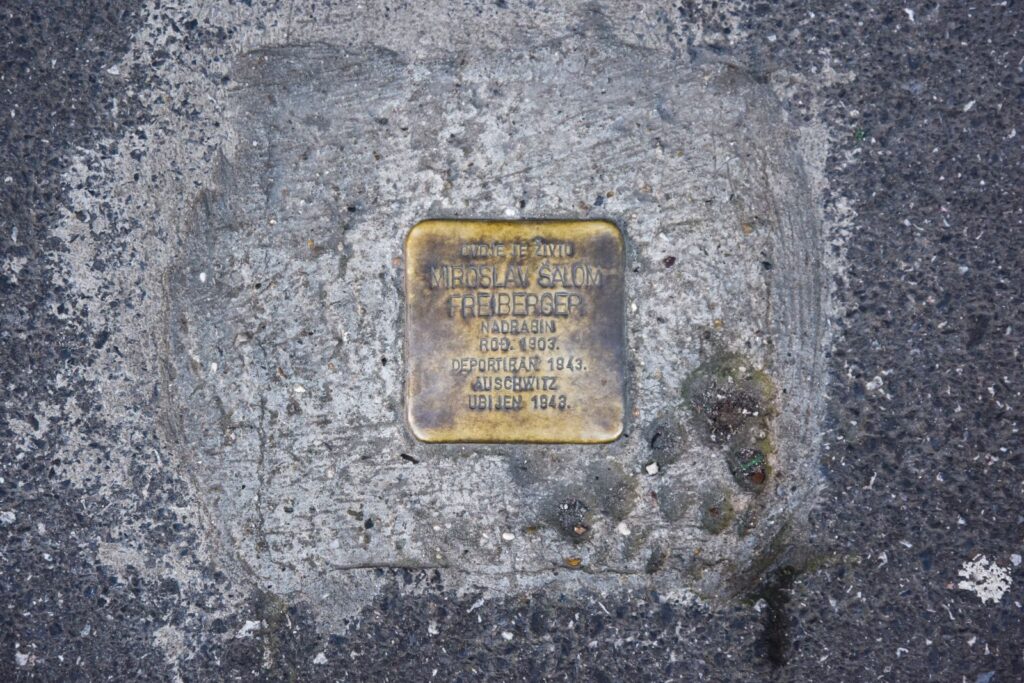 OVDJE JE ŽIVIO
MIROSLAV ŠALOM
FREIBERGER
NADRABIN
ROĐ. 1903.
DEPORTIRAN 1943.
AUSCHWITZ
UBIJEN 1943.